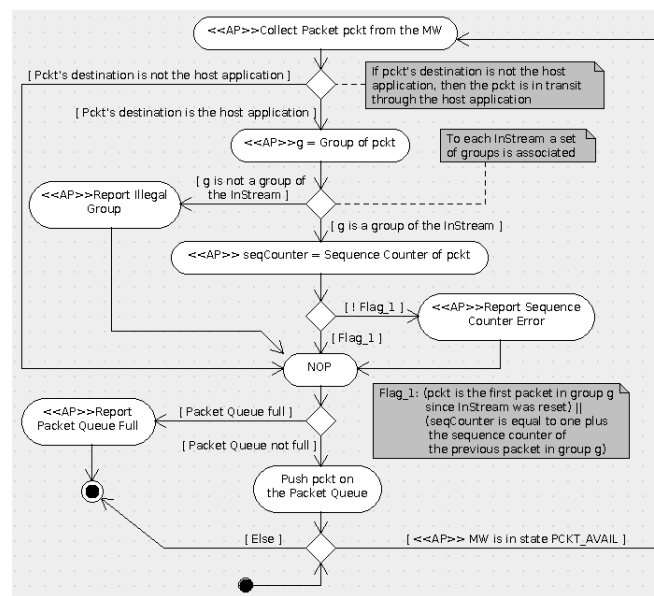 <<AP>>Collect Packet pckt from the MW
[ Pckt's destination is not the host application ]
If pckt's destination is not the host
application, then the pckt is in transit
through the host application
[ Pckt's destination is the host application ]
<<AP>>g = Group of pckt
To each InStream a set
of groups is associated
[ g is not a group of
the InStream ]
<<AP>>Report Illegal
Group
[ g is a group of the InStream ]
<<AP>> seqCounter = Sequence Counter of pckt
[ ! Flag_1 ]
<<AP>>Report Sequence
Counter Error
[ Flag_1 ]
NOP
Flag_1: (pckt is the first packet in group g
since InStream was reset) ||
(seqCounter is equal to one plus
the sequence counter of
the previous packet in group g)
<<AP>>Report
Packet Queue Full
[ Packet Queue full ]
[ Packet Queue not full ]
Push pckt on
the Packet Queue
[ Else ]
[ <<AP>> MW is in state PCKT_AVAIL ]